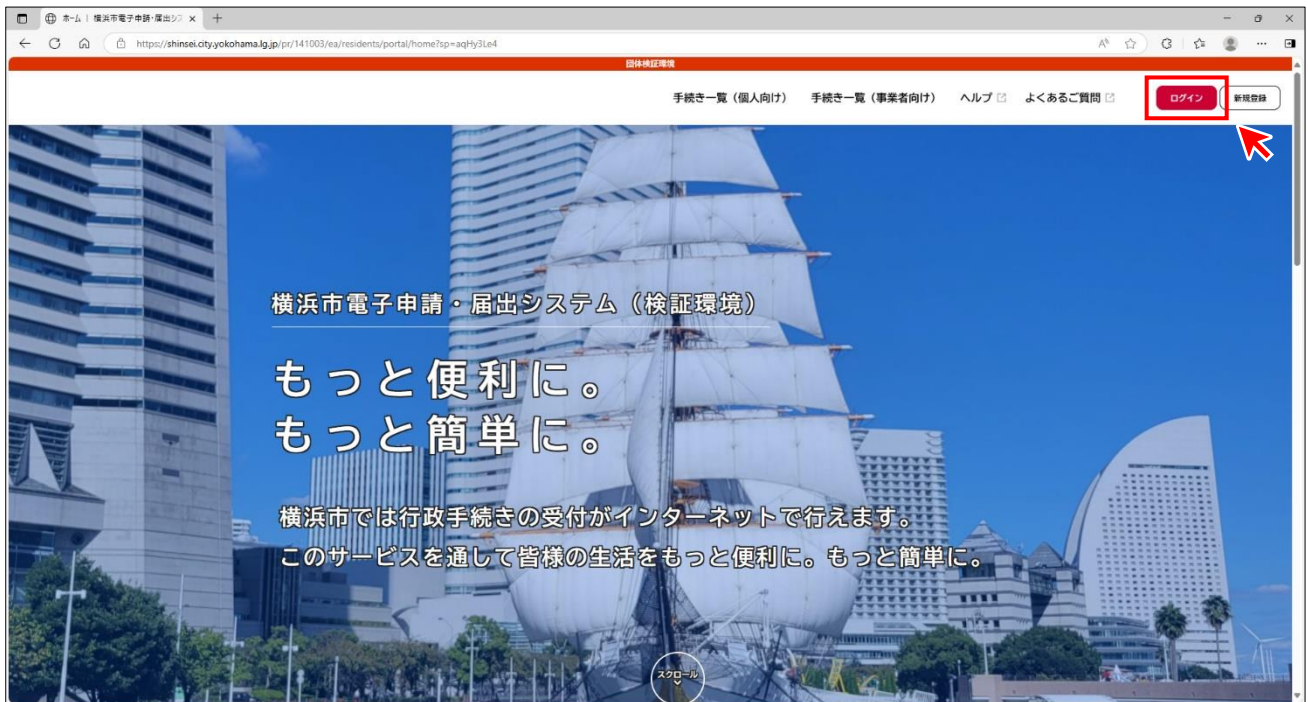 ホーム | 横浜市電子申請・届出シス
https://shinsei.city.yokohama.lg.jp/pr/141003/ea/residents/portal/home?sp=aqHy3Le4
団体検証環境
手続き一覧（個人向け） 手続き一覧（事業者向け） ヘルプ よくあるご質問 ログイン 新規登録
横浜市電子申請・届出システム（検証環境）
もっと便利に。
もっと簡単に。
横浜市では行政手続きの受付がインターネットで行えます。
このサービスを通して皆様の生活をもっと便利に。もっと簡単に。
スクロール